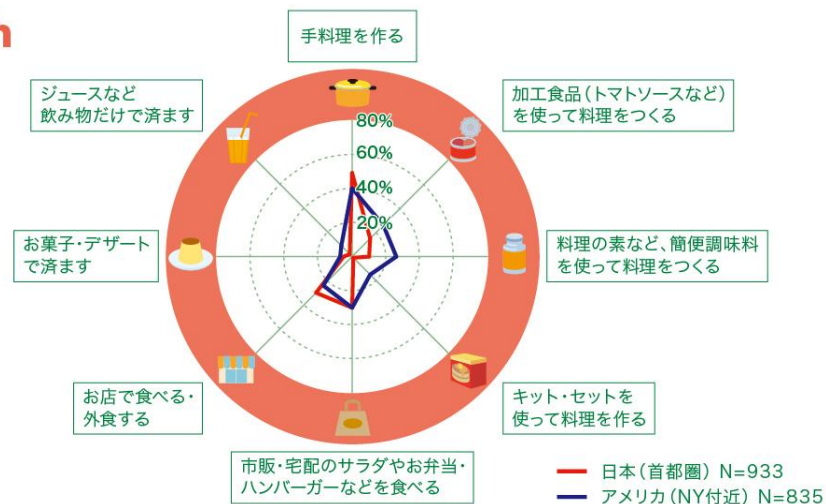 n
手料理を作る
ジュースなど
飲み物だけで済ます
加工食品(トマトソースなど)
を使って料理をつくる
80%
60%
40%
20%
お菓子・デザート
で済ます
料理の素など、簡便調味料
を使って料理をつくる
お店で食べる・
外食する
キット・セットを
使って料理を作る
市販・宅配のサラダやお弁当・
ハンバーガーなどを食べる
日本(首都圏) N=933
アメリカ(NY付近) N=835